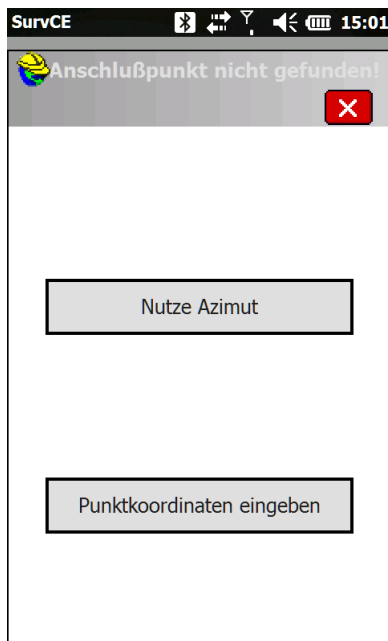 SurvCE 15:01
Anschlußpunkt nicht gefunden!
Nutze Azimut
Punktkoordinaten eingeben